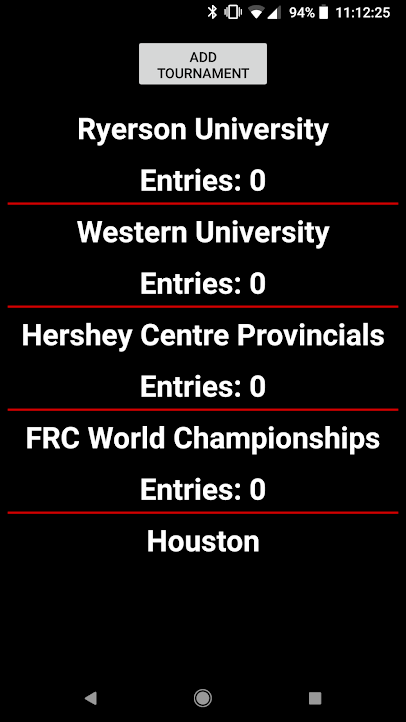 94% 11:12:25
ADD
TOURNAMENT
Ryerson University
Entries: 0
Western University
Entries: 0
Hershey Centre Provincials
Entries: 0
FRC World Championships
Entries: 0
Houston